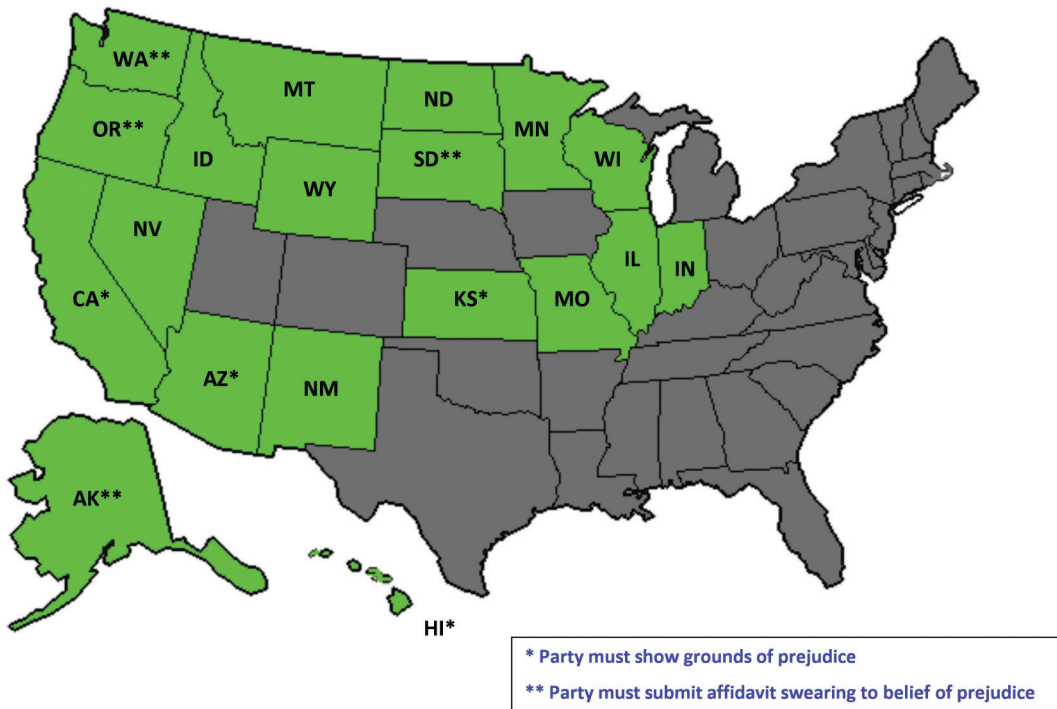 WA**
MT
ND
OR**
MN
ID
SD**
WI
WY
NV
IL
IN
CA*
KS*
MO
AZ*
NM
AK**
HI*
* Party must show grounds of prejudice
** Party must submit affidavit swearing to belief of prejudice